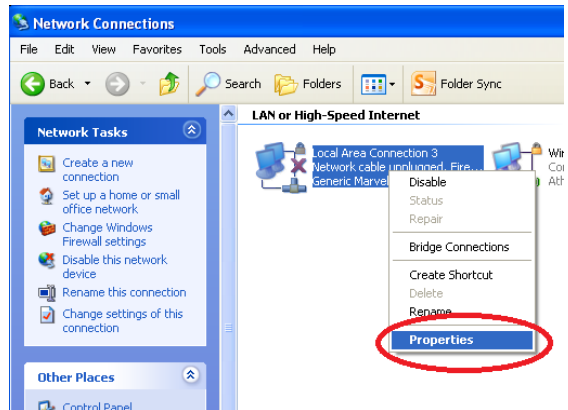 Network Connections
File Edit View Favorites Tools Advanced Help
Back Search Folders Folder Sync
Network Tasks
Create a new
connection
Set up a home or small
office network
Change Windows
Firewall settings
Disable this network
device
Rename this connection
Change settings of this
connection
Other Places
Control Panel
LAN or High-Speed Internet
Local Area Connection 3
Network cable unplugged, Fire...
Generic Marvel
Wir
Cor
Ath
Disable
Status
Repair
Bridge Connections
Create Shortcut
Delete
Rename
Properties